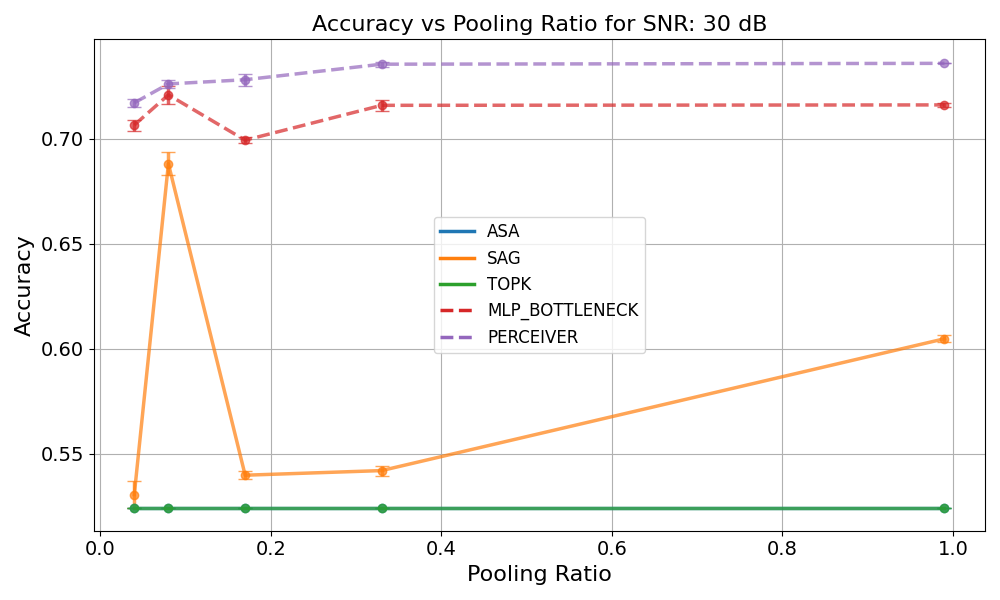 Accuracy vs Pooling Ratio for SNR: 30 dB
Accuracy
0.70
0.65
0.60
0.55
ASA
SAG
TOPK
MLP_BOTTLENECK
PERCEIVER
0.0 0.2 0.4 0.6 0.8 1.0
Pooling Ratio